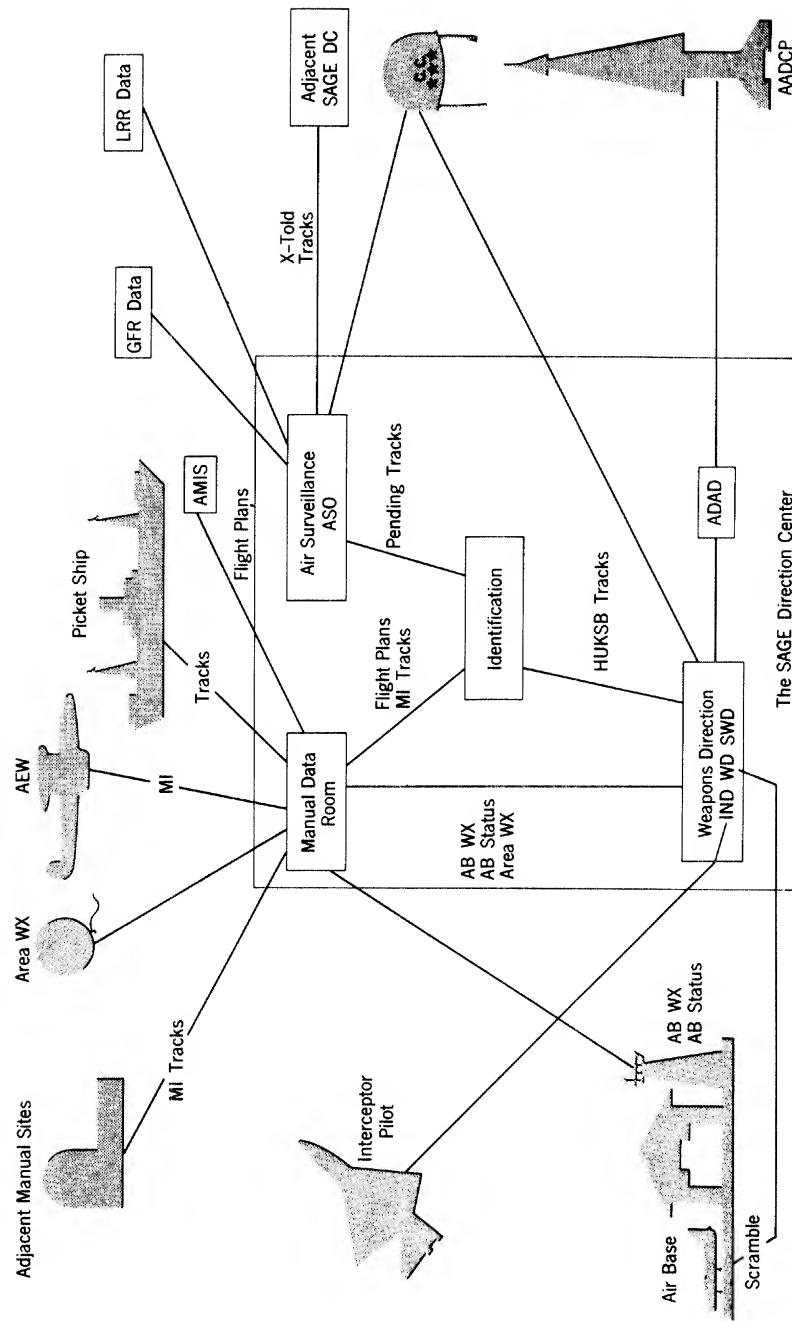 Adjacent Manual Sites
Area WX
AEW
Picket Ship
LRR Data
GFR Data
MI Tracks
MI
Tracks
AMIS
Flight Plans
X-Told
Tracks
Adjacent
SAGE DC
Manual Data
Room
Air Surveillance
ASO
C.C.
Interceptor
Pilot
Flight Plans
MI Tracks
Pending Tracks
Identification
AB WX
AB Status
Area WX
HUKSB Tracks
AB WX
AB Status
Air Base
Scramble
Weapons Direction
IND WD SWD
ADAD
AADCP
The SAGE Direction Center